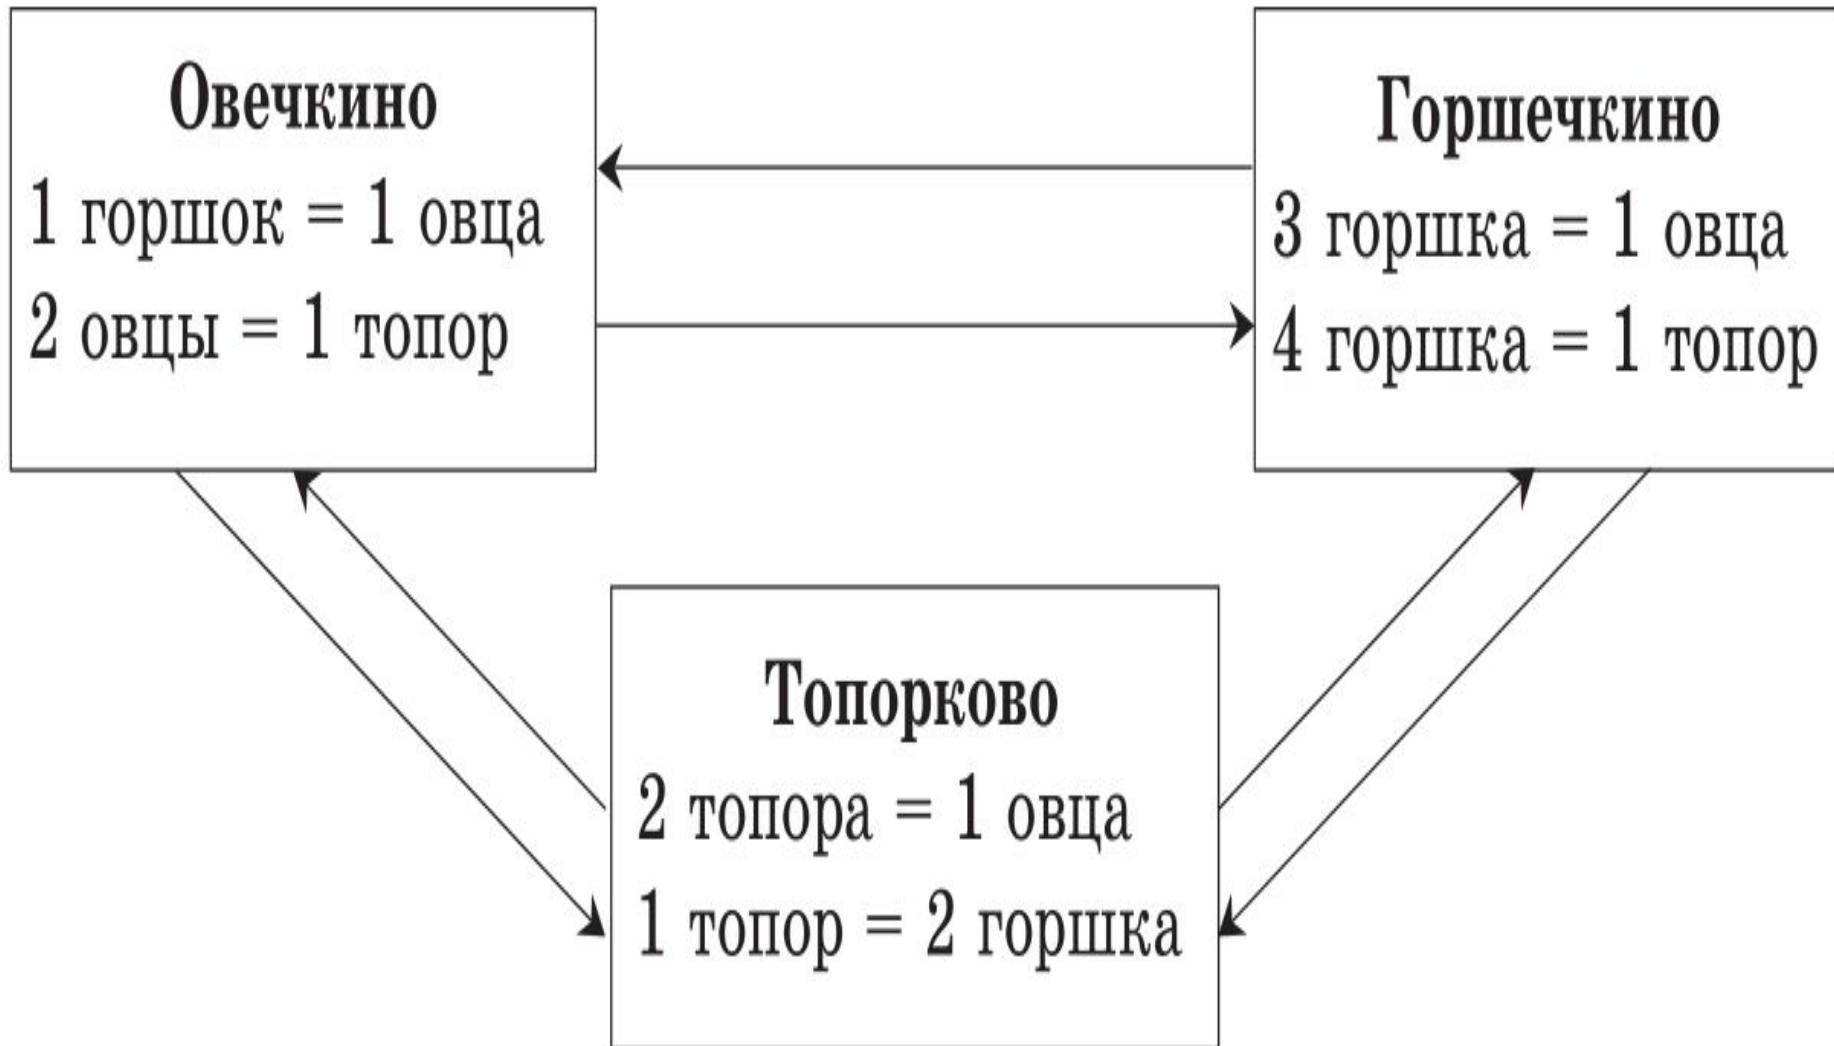 Овечкино
1 горшок = 1 овца
2 овцы = 1 топор
Горшечкино
3 горшка = 1 овца
4 горшка = 1 топор
Топорково
2 топора = 1 овца
1 топор = 2 горшка